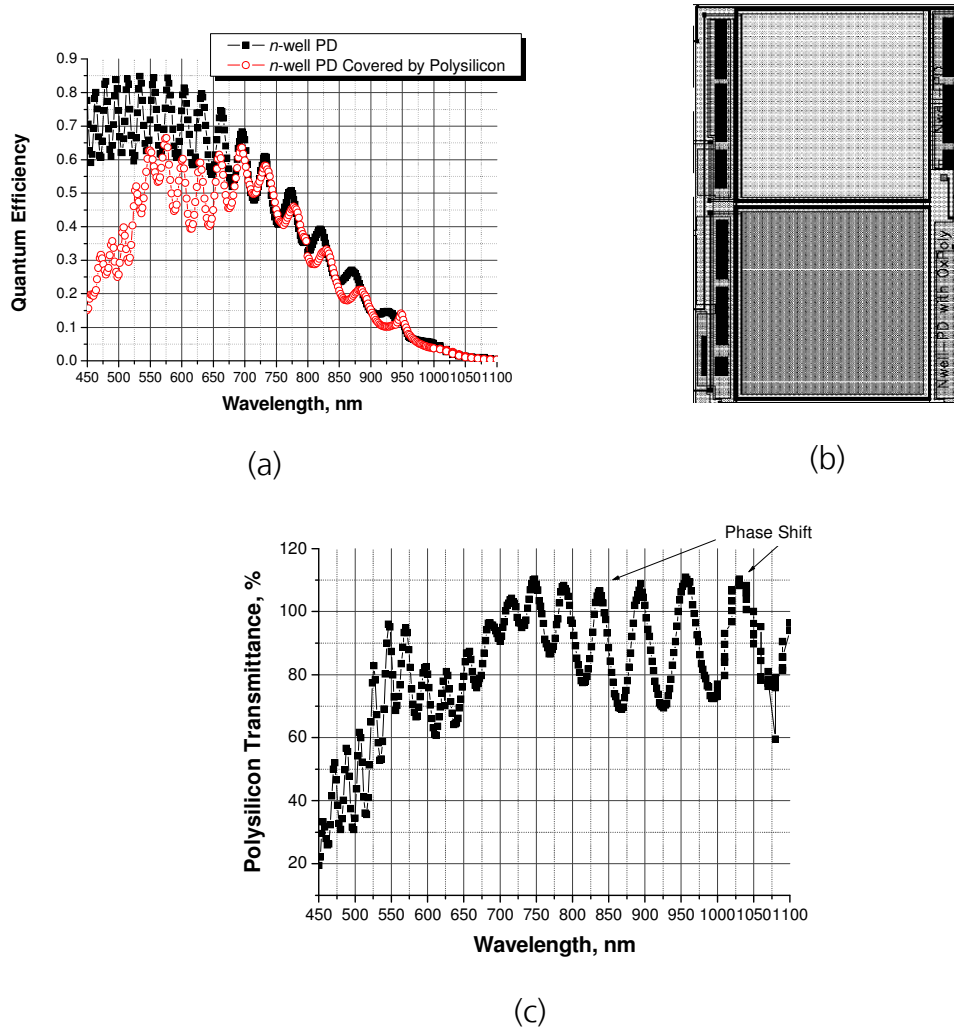 n-well PD
n-well PD Covered by Polysilicon
0.9
0.8
0.7
0.6
0.5
0.4
0.3
0.2
0.1
0.0
Quantum Efficiency
450 500 550 600 650 700 750 800 850 900 950 1000 1050 1100
Wavelength, nm
(a)
Nwell-PD
Nwell-PD with OxPoly
(b)
Phase Shift
120
100
80
60
40
20
Polysilicon Transmittance, %
450 500 550 600 650 700 750 800 850 900 950 1000 1050 1100
Wavelength, nm
(c)